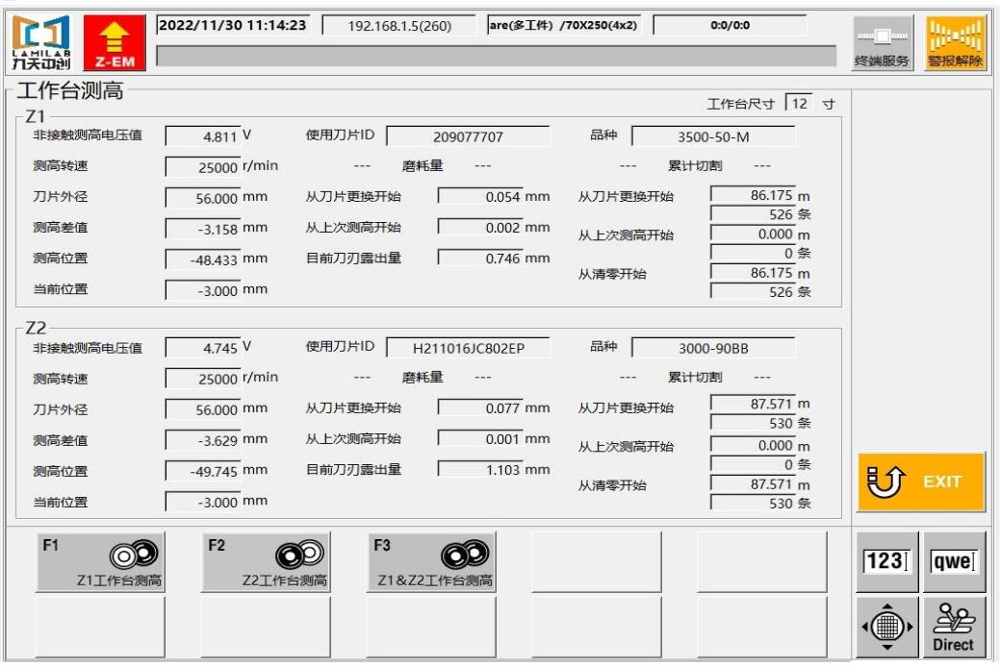 LAMILAB
九天中创
Z-EM
2022/11/30 11:14:23
192.168.1.5(260)
are(多工件) /70X250(4x2)
0:0/0:0
终端服务
警报解除
工作台测高
工作台尺寸 12 寸
Z1
非接触测高电压值 4.811 V 使用刀片ID 209077707 品种 3500-50-M
测高转速 25000 r/min --- 磨耗量 --- --- 累计切割 ---
刀片外径 56.000 mm 从刀片更换开始 0.054 mm 从刀片更换开始 86.175 m
526 条
测高差值 -3.158 mm 从上次测高开始 0.002 mm 从上次测高开始 0.000 m
0 条
测高位置 -48.433 mm 目前刀刃露出量 0.746 mm 从清零开始 86.175 m
526 条
当前位置 -3.000 mm
Z2
非接触测高电压值 4.745 V 使用刀片ID H211016JC802EP 品种 3000-90BB
测高转速 25000 r/min --- 磨耗量 --- --- 累计切割 ---
刀片外径 56.000 mm 从刀片更换开始 0.077 mm 从刀片更换开始 87.571 m
530 条
测高差值 -3.629 mm 从上次测高开始 0.001 mm 从上次测高开始 0.000 m
0 条
测高位置 -49.745 mm 目前刀刃露出量 1.103 mm 从清零开始 87.571 m
530 条
当前位置 -3.000 mm
EXIT
F1
Z1工作台测高
F2
Z2工作台测高
F3
Z1&Z2工作台测高
123
qwe
Direct